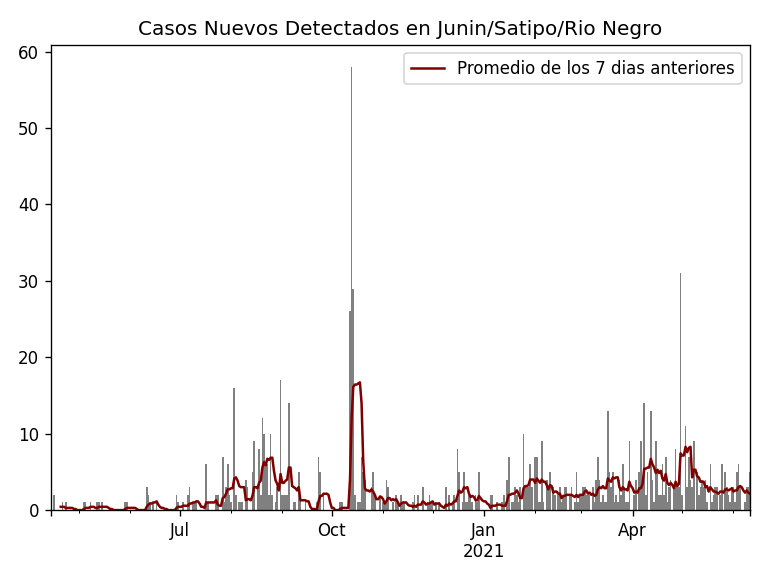 Casos Nuevos Detectados en Junin/Satipo/Rio Negro
Promedio de los 7 dias anteriores
60
50
40
30
20
10
0
Jul
Oct
Jan
2021
Apr